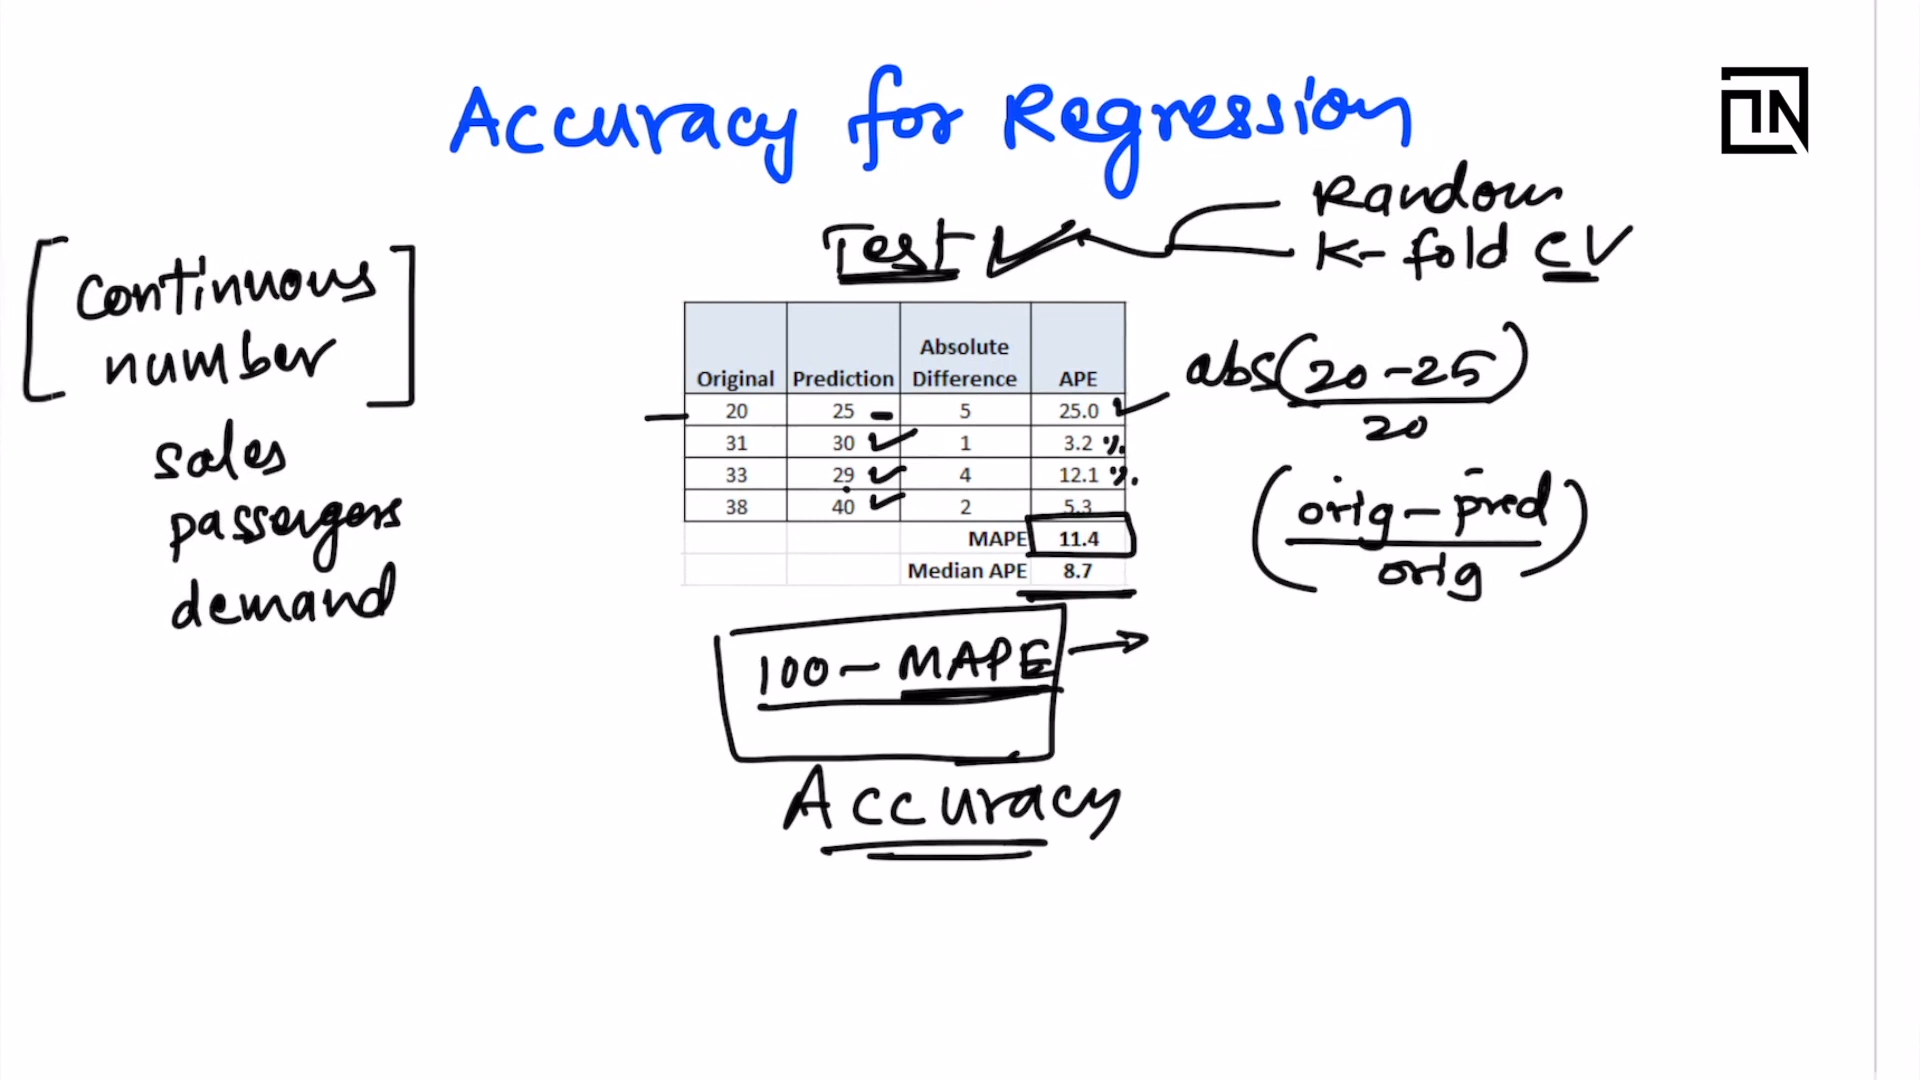 Accuracy for Regression
Random
Test
K-fold CV
[continuous
number]
sales
passengers
demand
Original Prediction Absolute Difference APE
20 25 5 25.0
31 30 1 3.2 %.
33 29 4 12.1 %.
38 40 2 5.3
MAPE 11.4
Median APE 8.7
abs(20-25)
20
(orig-pred)
orig
100-MAPE
Accuracy